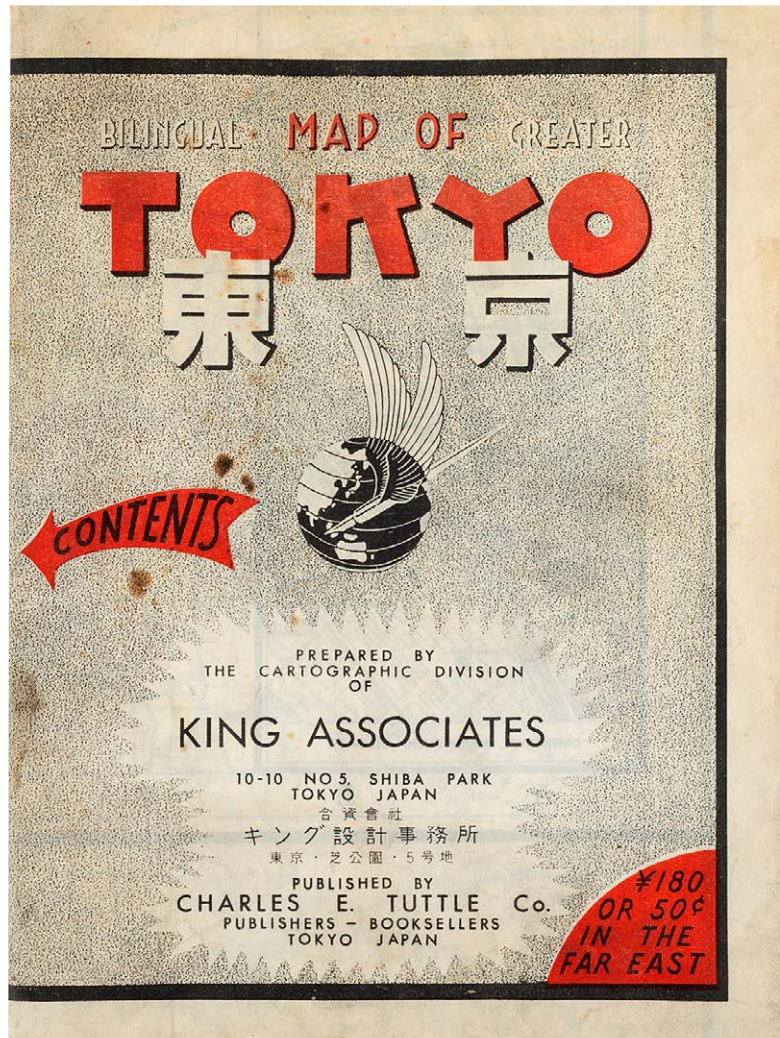 BILINGUAL MAP OF GREATER
TOKYO
東京
CONTENTS
PREPARED BY
THE CARTOGRAPHIC DIVISION
OF
KING ASSOCIATES
10-10 NO 5, SHIBA PARK
TOKYO JAPAN
合資會社
キング設計事務所
東京・芝公園・5号地
PUBLISHED BY
CHARLES E. TUTTLE Co.
PUBLISHERS – BOOKSELLERS
TOKYO JAPAN
¥180
OR 50¢
IN THE
FAR EAST